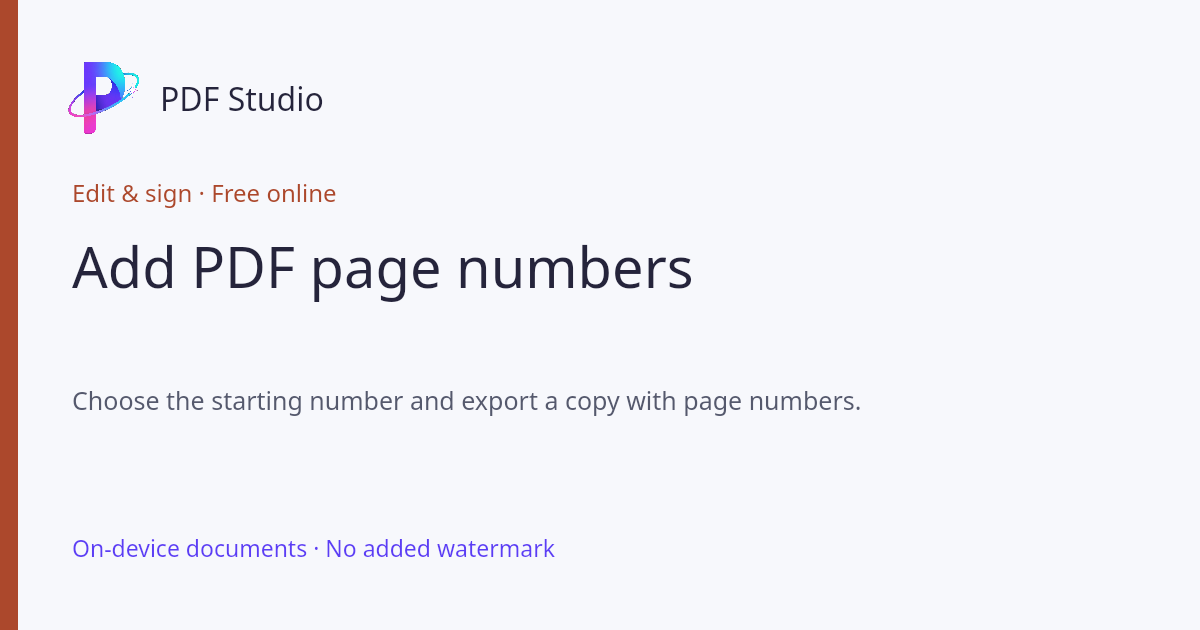 PDF Studio
Edit & sign · Free online
Add PDF page numbers
Choose the starting number and export a copy with page numbers.
On-device documents · No added watermark